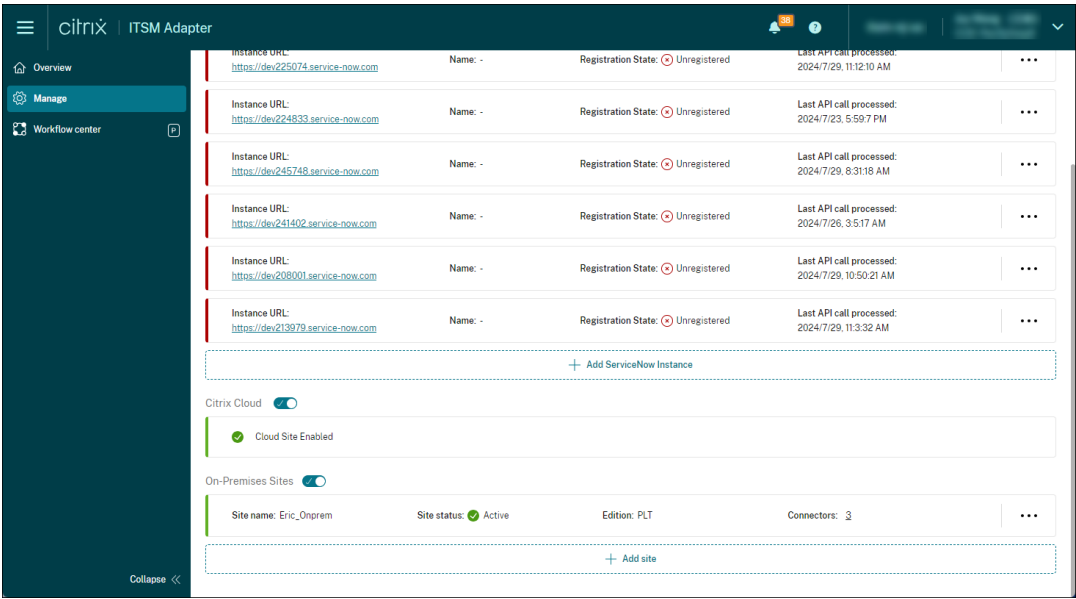 citrix | ITSM Adapter
38
?
Overview
Manage
Workflow center P
Collapse
Instance URL:
https://dev225074.service-now.com
Name: -
Registration State: Unregistered
Last API call processed:
2024/7/29, 11:12:10 AM
Instance URL:
https://dev224833.service-now.com
Name: -
Registration State: Unregistered
Last API call processed:
2024/7/23, 5:59:7 PM
Instance URL:
https://dev245748.service-now.com
Name: -
Registration State: Unregistered
Last API call processed:
2024/7/29, 8:31:18 AM
Instance URL:
https://dev241402.service-now.com
Name: -
Registration State: Unregistered
Last API call processed:
2024/7/26, 3:5:17 AM
Instance URL:
https://dev208001.service-now.com
Name: -
Registration State: Unregistered
Last API call processed:
2024/7/29, 10:50:21 AM
Instance URL:
https://dev213979.service-now.com
Name: -
Registration State: Unregistered
Last API call processed:
2024/7/29, 11:3:32 AM
Add ServiceNow Instance
Citrix Cloud
Cloud Site Enabled
On-Premises Sites
Site name: Eric_Onprem
Site status: Active
Edition: PLT
Connectors: 3
Add site